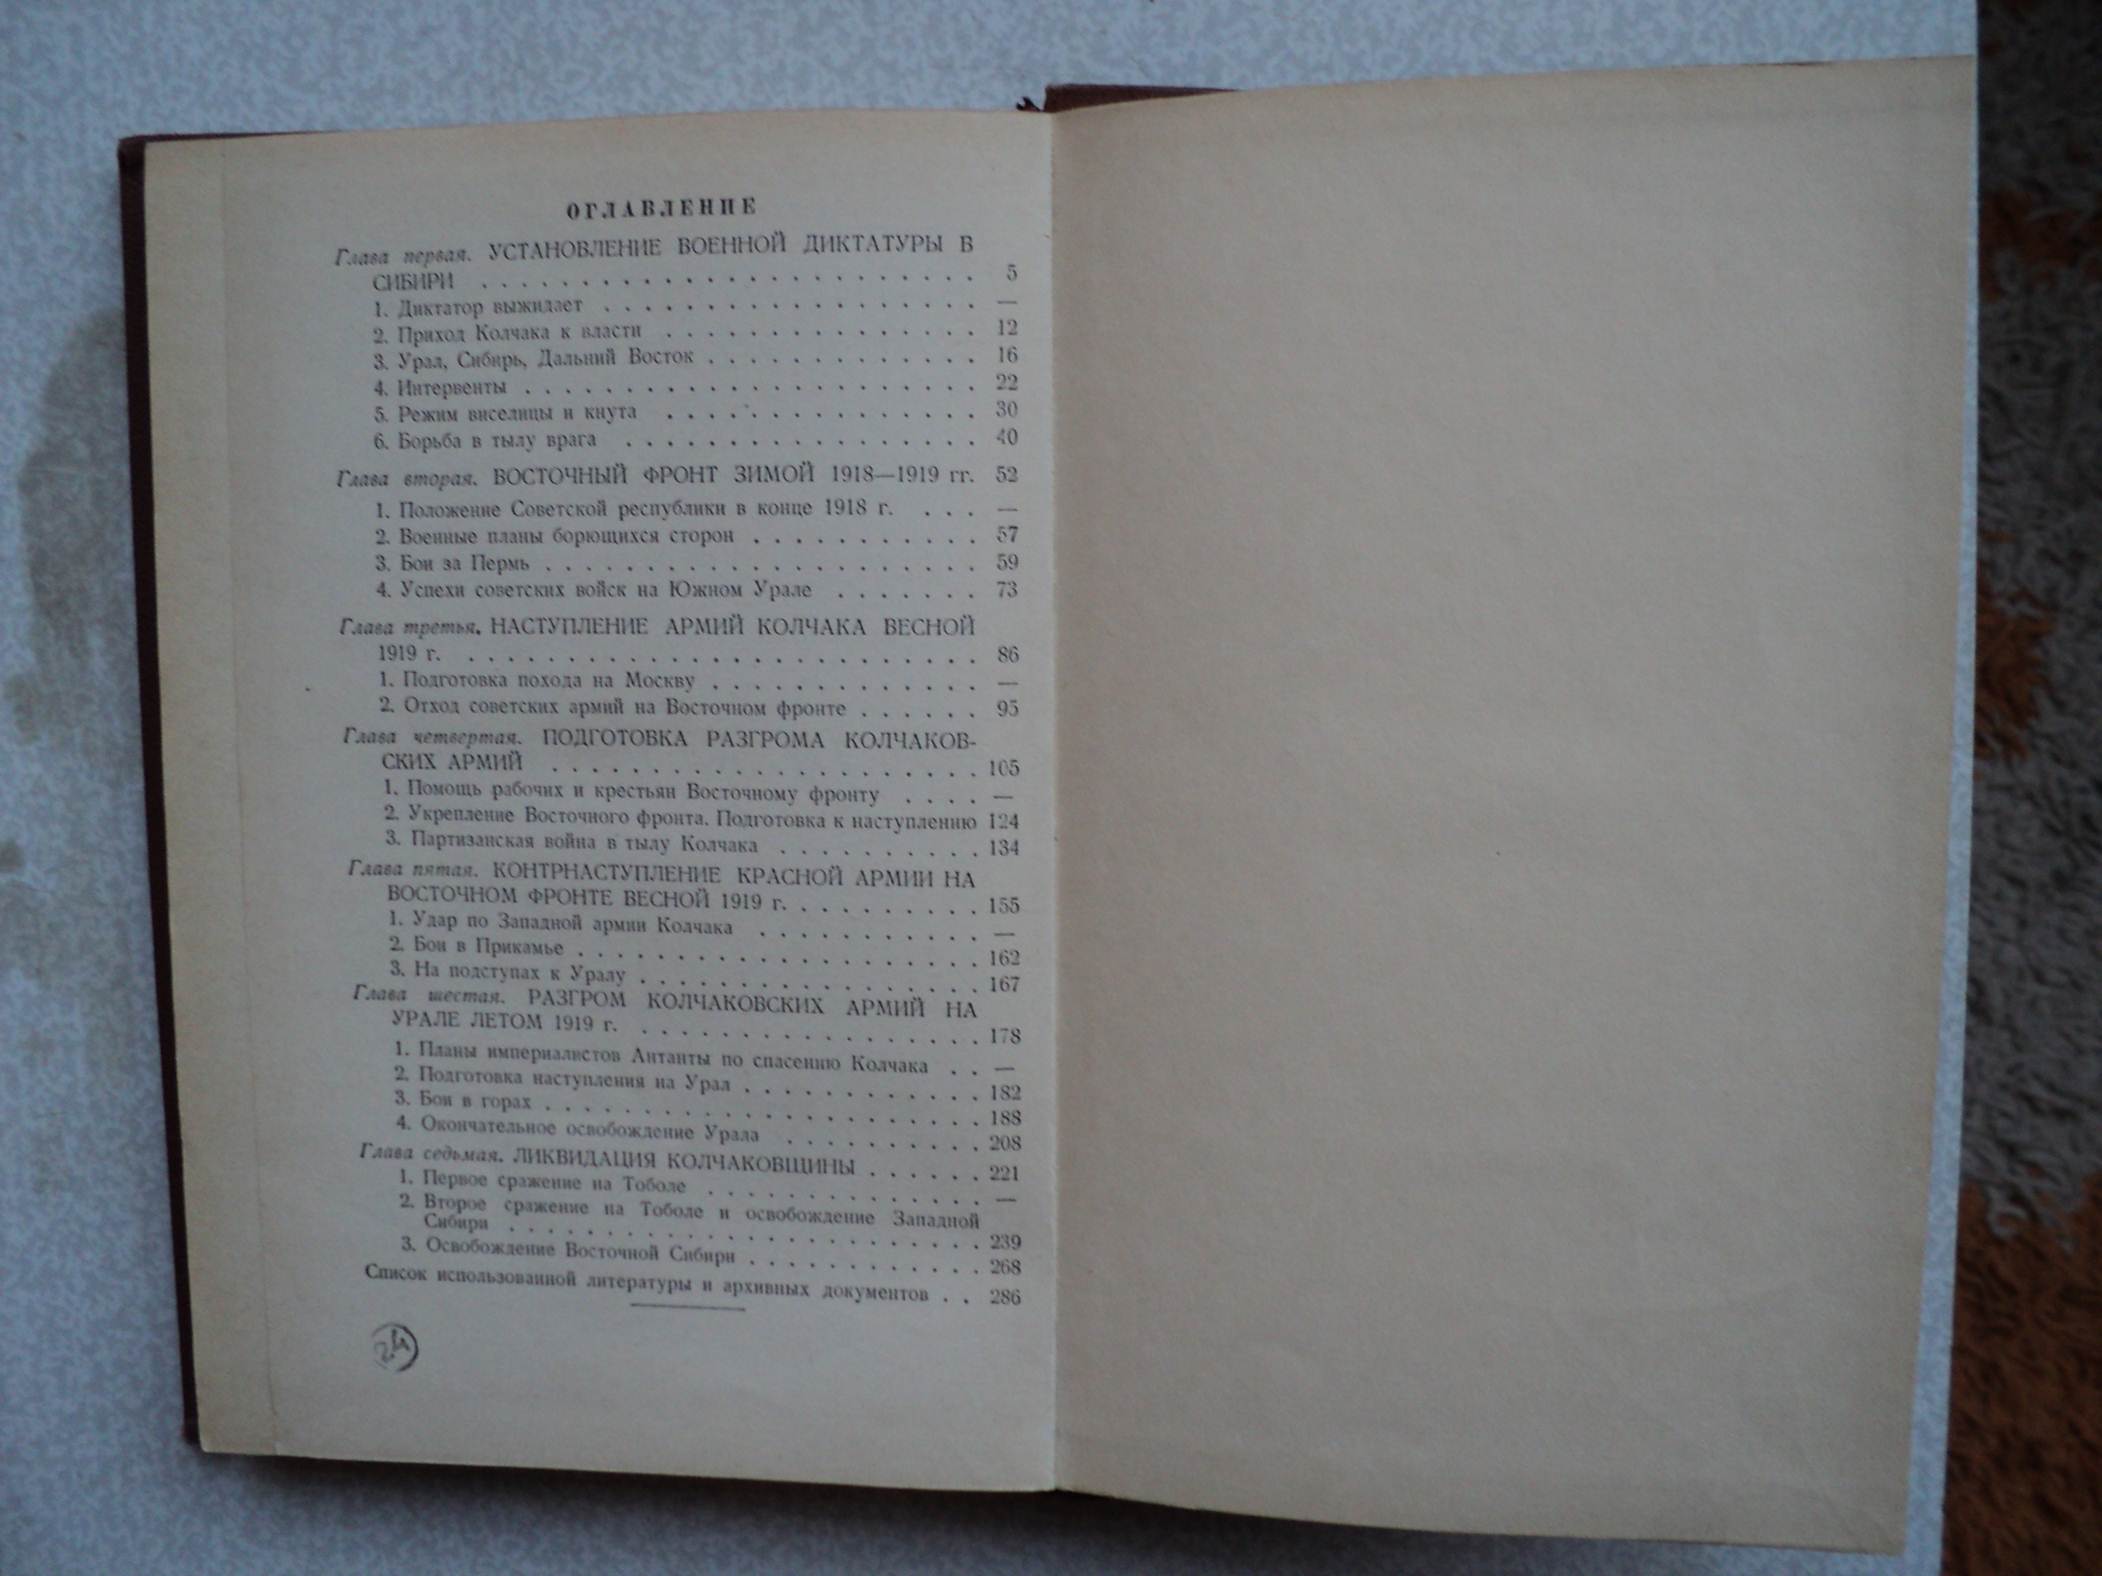 ОГЛАВЛЕНИЕ
Глава первая. УСТАНОВЛЕНИЕ ВОЕННОЙ ДИКТАТУРЫ В
СИБИРИ . . . . . . . . . . . . . . . . . . . . . . 5
1. Диктатор выжидает . . . . . . . . . . . . . . . . . —
2. Приход Колчака к власти . . . . . . . . . . . . . . 12
3. Урал, Сибирь, Дальний Восток . . . . . . . . . . . . 16
4. Интервенты . . . . . . . . . . . . . . . . . . . . 22
5. Режим виселицы и кнута . . . . . . . . . . . . . . 30
6. Борьба в тылу врага . . . . . . . . . . . . . . . . 40
Глава вторая. ВОСТОЧНЫЙ ФРОНТ ЗИМОЙ 1918—1919 гг. 52
1. Положение Советской республики в конце 1918 г. . . . —
2. Военные планы борющихся сторон . . . . . . . . . . . 57
3. Бои за Пермь . . . . . . . . . . . . . . . . . . . 59
4. Успехи советских войск на Южном Урале . . . . . . . 73
Глава третья. НАСТУПЛЕНИЕ АРМИЙ КОЛЧАКА ВЕСНОЙ
1919 г. . . . . . . . . . . . . . . . . . . . . . . 86
1. Подготовка похода на Москву . . . . . . . . . . . . —
2. Отход советских армий на Восточном фронте . . . . . . 95
Глава четвертая. ПОДГОТОВКА РАЗГРОМА КОЛЧАКОВ-
СКИХ АРМИЙ . . . . . . . . . . . . . . . . . . . . 105
1. Помощь рабочих и крестьян Восточному фронту . . . . —
2. Укрепление Восточного фронта. Подготовка к наступлению 124
3. Партизанская война в тылу Колчака . . . . . . . . . . 134
Глава пятая. КОНТРНАСТУПЛЕНИЕ КРАСНОЙ АРМИИ НА
ВОСТОЧНОМ ФРОНТЕ ВЕСНОЙ 1919 г. . . . . . . . . . 155
1. Удар по Западной армии Колчака . . . . . . . . . . . —
2. Бои в Прикамье . . . . . . . . . . . . . . . . . . . 162
3. На подступах к Уралу . . . . . . . . . . . . . . . . 167
Глава шестая. РАЗГРОМ КОЛЧАКОВСКИХ АРМИЙ НА
УРАЛЕ ЛЕТОМ 1919 г. . . . . . . . . . . . . . . . . 178
1. Планы империалистов Антанты по спасению Колчака . . —
2. Подготовка наступления на Урал . . . . . . . . . . . 182
3. Бои в горах . . . . . . . . . . . . . . . . . . . . 188
4. Окончательное освобождение Урала . . . . . . . . . . 208
Глава седьмая. ЛИКВИДАЦИЯ КОЛЧАКОВЩИНЫ . . . . . . 221
1. Первое сражение на Тоболе . . . . . . . . . . . . . —
2. Второе сражение на Тоболе и освобождение Западной
Сибири . . . . . . . . . . . . . . . . . . . . . . 239
3. Освобождение Восточной Сибири . . . . . . . . . . . 268
Список использованной литературы и архивных документов . . 286
24